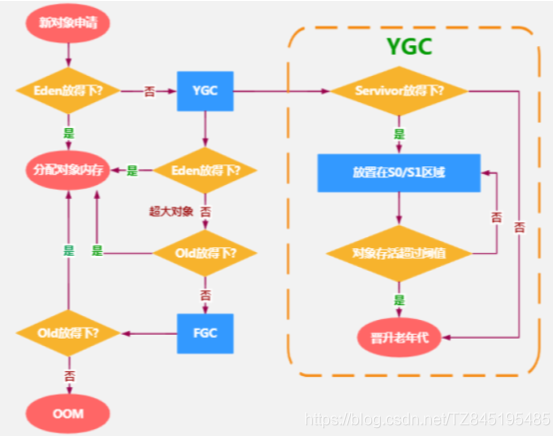 新对象申请
YGC
Eden放得下?
否
YGC
Servivor放得下?
是
是
分配对象内存
是
Eden放得下?
放置在S0/S1区域
超大对象
否
否
否
是
是
Old放得下?
对象存活超过阈值
否
是
Old放得下?
FGC
晋升老年代
否
OOM
https://blog.csdn.net/TZ845195485